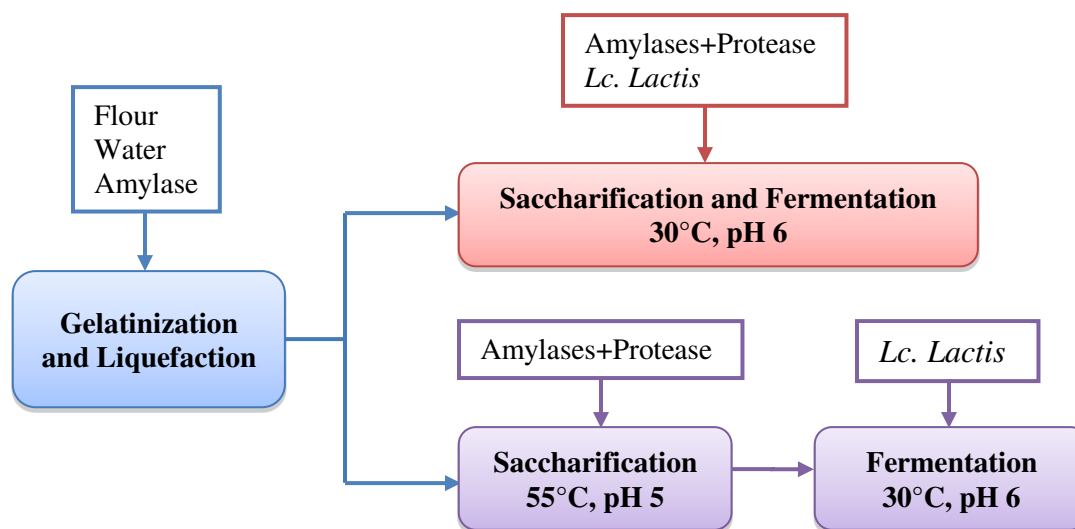 Flour
Water
Amylase
Gelatinization
and Liquefaction
Amylases+Protease
Lc. Lactis
Saccharification and Fermentation
30°C, pH 6
Amylases+Protease
Saccharification
55°C, pH 5
Lc. Lactis
Fermentation
30°C, pH 6